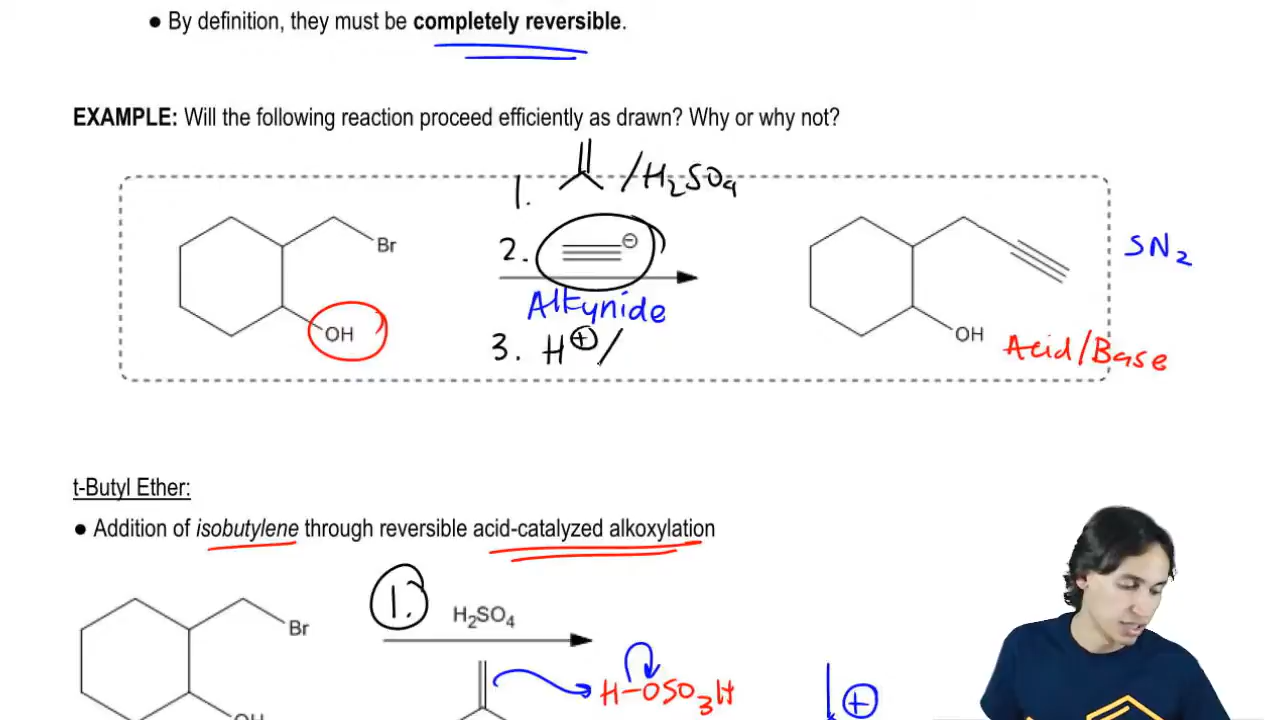 ● By definition, they must be completely reversible.
EXAMPLE: Will the following reaction proceed efficiently as drawn? Why or why not?
1. /H₂SO₄
Br
2. ⊖
SN₂
Alkynide
OH
3. H⊕/
OH
Acid/Base
t-Butyl Ether:
● Addition of isobutylene through reversible acid-catalyzed alkoxylation
Br
1. H₂SO₄
H-OSO₃H
⊕
OH